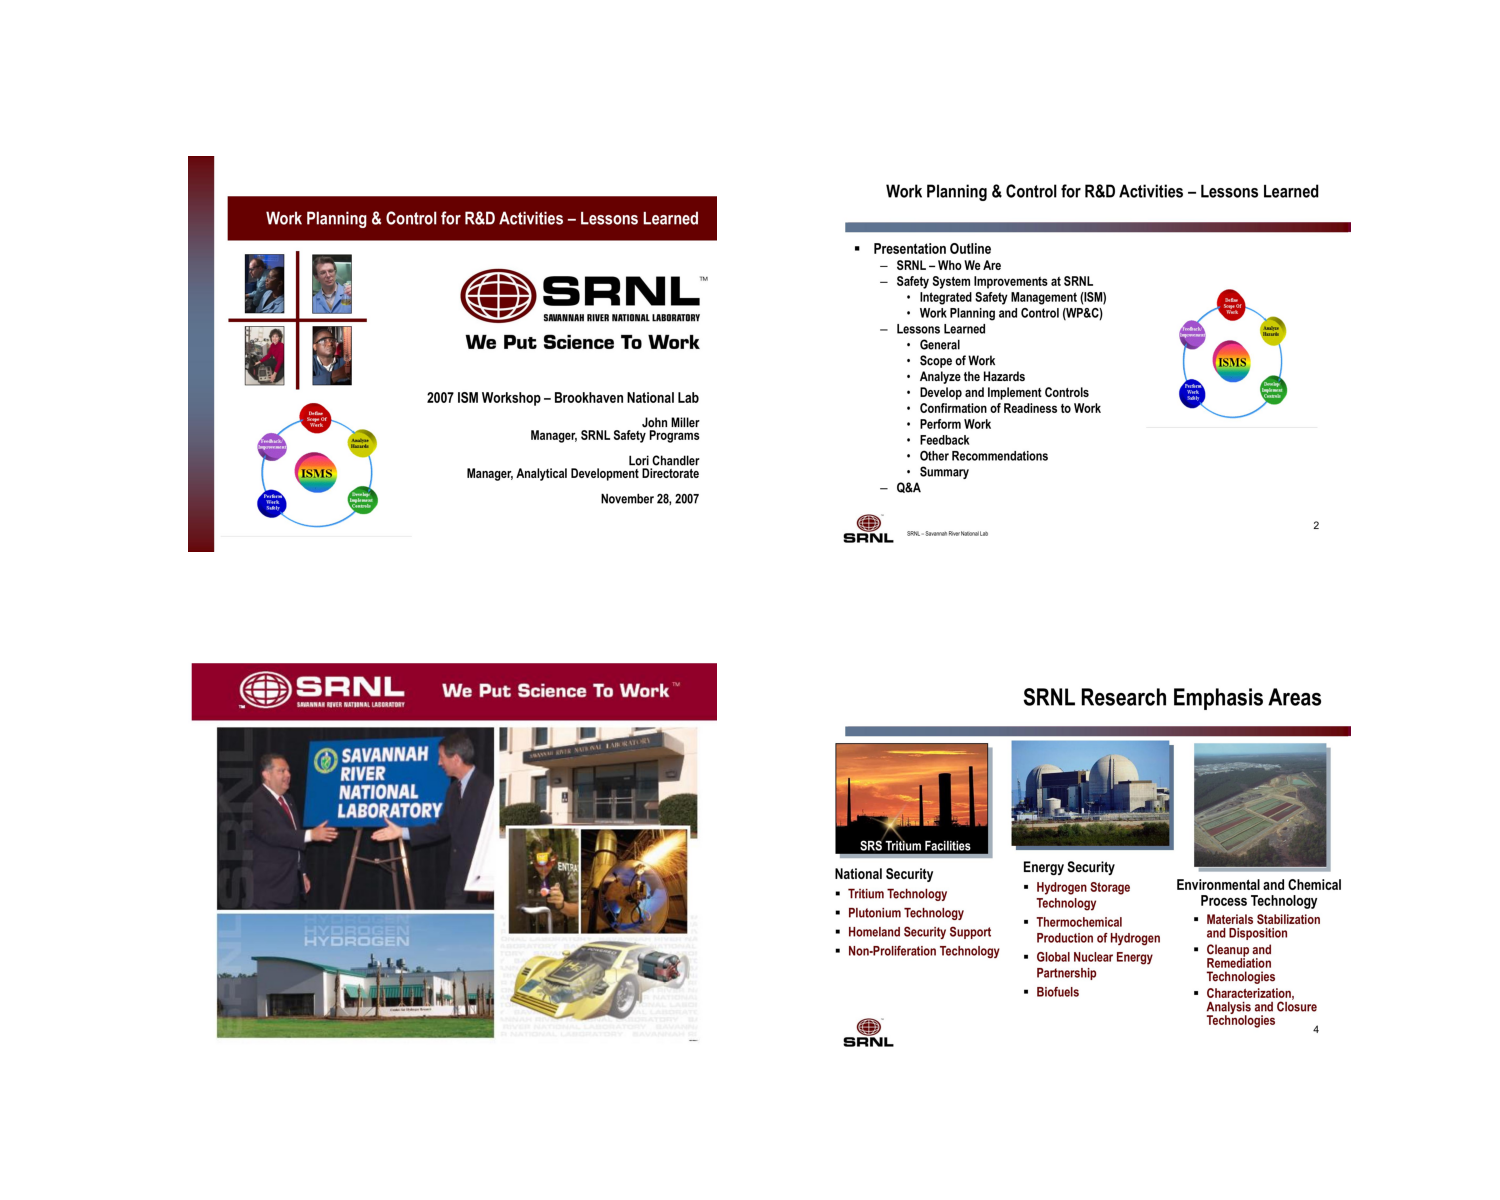 Work Planning & Control for R&D Activities – Lessons Learned
SRNL™
SAVANNAH RIVER NATIONAL LABORATORY
We Put Science To Work
2007 ISM Workshop – Brookhaven National Lab
John Miller
Manager, SRNL Safety Programs
Lori Chandler
Manager, Analytical Development Directorate
November 28, 2007
Define
Scope Of
Work
Feedback/
Improvement
Analyze
Hazards
ISMS
Perform
Work
Safely
Develop
Implement
Controls
Work Planning & Control for R&D Activities – Lessons Learned
▪ Presentation Outline
– SRNL – Who We Are
– Safety System Improvements at SRNL
• Integrated Safety Management (ISM)
• Work Planning and Control (WP&C)
– Lessons Learned
• General
• Scope of Work
• Analyze the Hazards
• Develop and Implement Controls
• Confirmation of Readiness to Work
• Perform Work
• Feedback
• Other Recommendations
• Summary
– Q&A
Define
Scope Of
Work
Feedback/
Improvement
Analyze
Hazards
ISMS
Perform
Work
Safely
Develop
Implement
Controls
SRNL
SRNL – Savannah River National Lab
2
SRNL
™
SAVANNAH RIVER NATIONAL LABORATORY
We Put Science To Work™
SRNL
SAVANNAH
RIVER
NATIONAL
LABORATORY
SAVANNAH RIVER NATIONAL LABORATORY
ENTRA
HYDROGEN
HYDROGEN
SRNL Research Emphasis Areas
SRS Tritium Facilities
National Security
▪ Tritium Technology
▪ Plutonium Technology
▪ Homeland Security Support
▪ Non-Proliferation Technology
Energy Security
▪ Hydrogen Storage
Technology
▪ Thermochemical
Production of Hydrogen
▪ Global Nuclear Energy
Partnership
▪ Biofuels
Environmental and Chemical
Process Technology
▪ Materials Stabilization
and Disposition
▪ Cleanup and
Remediation
Technologies
▪ Characterization,
Analysis and Closure
Technologies
SRNL
4